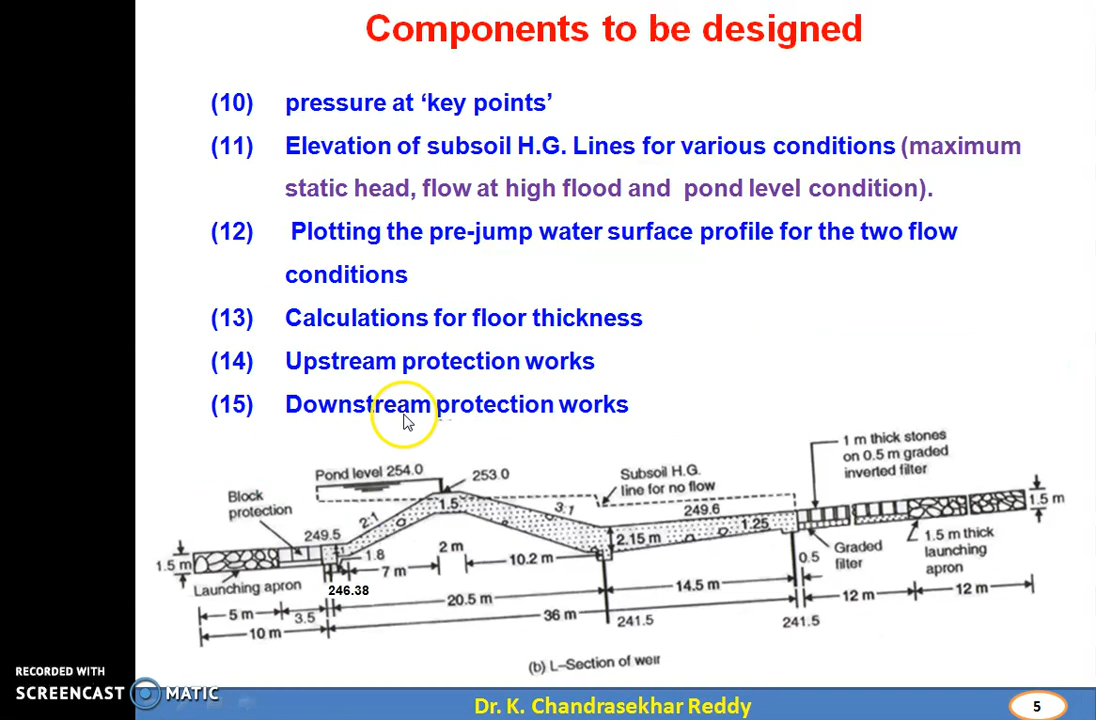 Components to be designed
(10) pressure at ‘key points’
(11) Elevation of subsoil H.G. Lines for various conditions (maximum
static head, flow at high flood and pond level condition).
(12) Plotting the pre-jump water surface profile for the two flow
conditions
(13) Calculations for floor thickness
(14) Upstream protection works
(15) Downstream protection works
1 m thick stones
on 0.5 m graded
inverted filter
Pond level 254.0
253.0
Subsoil H.G.
line for no flow
Block
protection
249.5
2:1
1.5
3:1
249.6
1.25
1.5 m
2.15 m
1.8
2 m
1.5 m
Launching apron
7 m
10.2 m
0.5
Graded
filter
1.5 m thick
launching
apron
246.38
5 m
3.5
20.5 m
14.5 m
12 m
12 m
10 m
36 m
241.5
241.5
(b) L–Section of weir
RECORDED WITH
SCREENCAST MATIC
Dr. K. Chandrasekhar Reddy
5